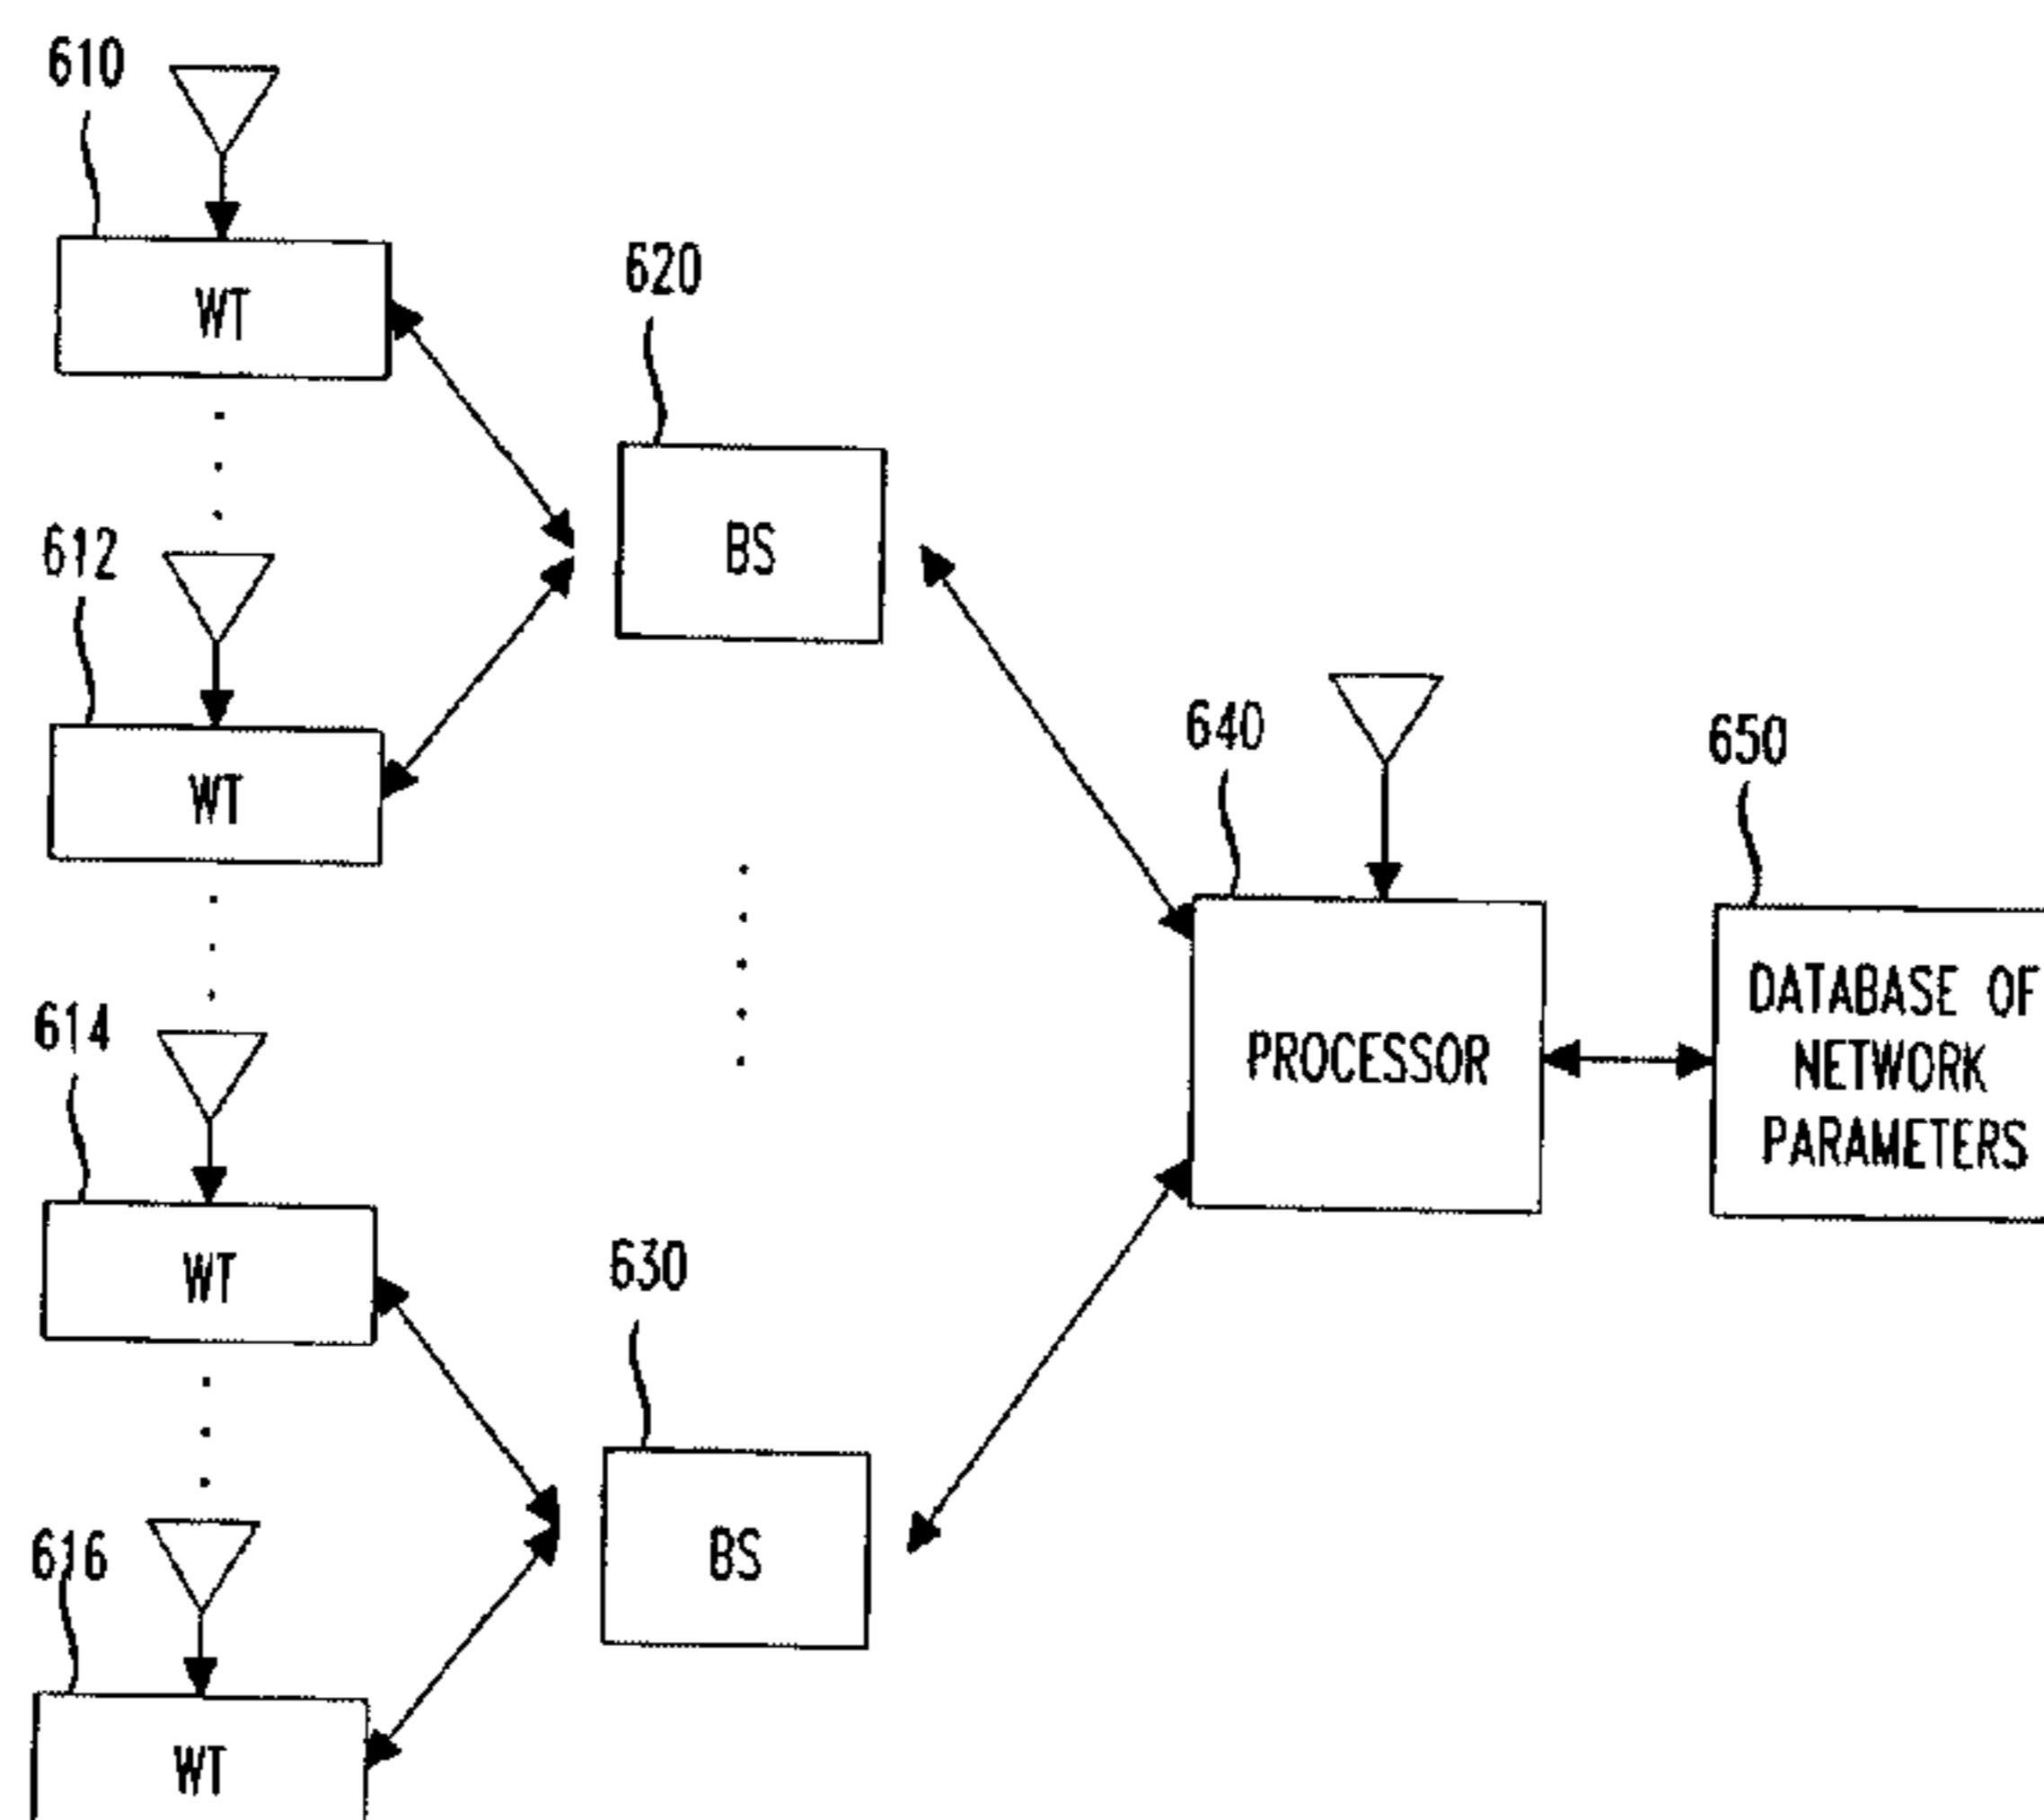 610
WT
620
BS
612
WT
640
650
PROCESSOR
DATABASE OF
NETWORK
PARAMETERS
614
WT
630
BS
616
WT